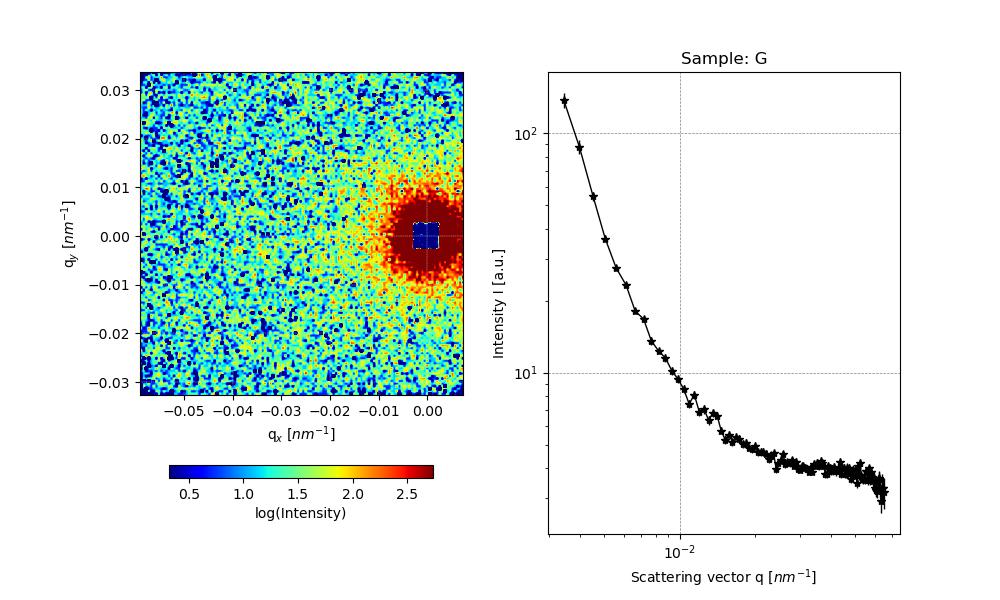 0.03
0.02
0.01
0.00
−0.01
−0.02
−0.03
q_y [nm^{-1}]
−0.05 −0.04 −0.03 −0.02 −0.01 0.00
q_x [nm^{-1}]
0.5 1.0 1.5 2.0 2.5
log(Intensity)
Sample: G
10^2
10^1
Intensity I [a.u.]
10^{-2}
Scattering vector q [nm^{-1}]